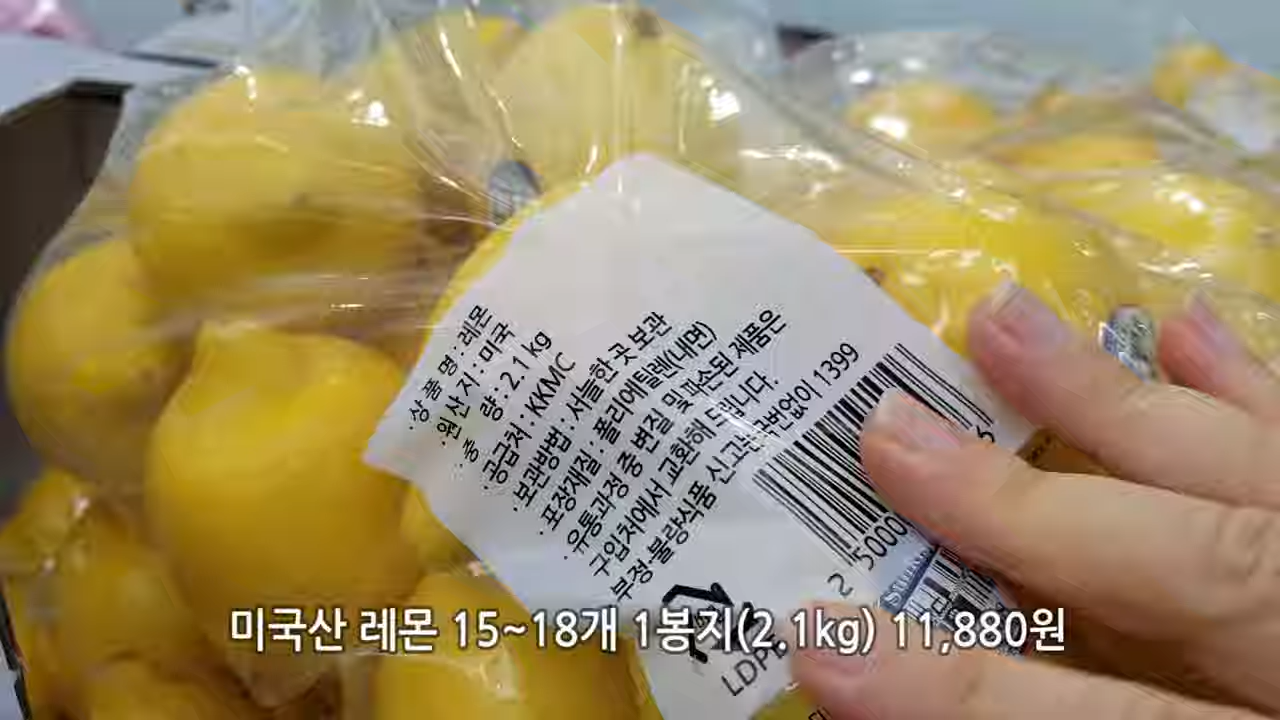 ·상 품 명 : 레몬
·원 산 지 : 미국
·중 량 : 2.1 kg
·공급처 : KKMC
·보관방법 : 서늘한 곳 보관
·포장재질 : 폴리에틸렌(내면)
·유통과정 중 변질 및 파손된 제품은
구입처에서 교환해 드립니다.
부정·불량식품 신고는 국번없이 1399
2 50000
LDPE
미국산 레몬 15~18개 1봉지(2.1kg) 11,880원